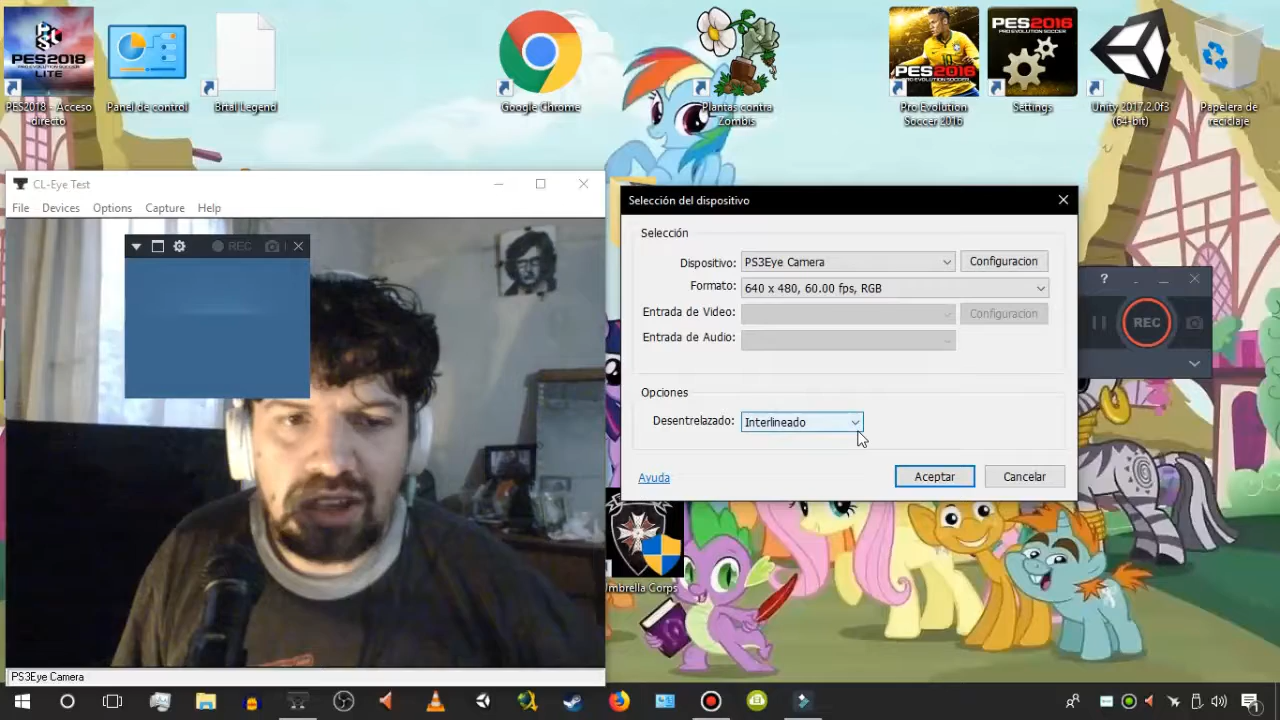 PES2018
LITE
PES2018 - Acceso
directo
Panel de control
Brtal Legend
Google Chrome
Plantas contra
Zombis
PES2016
Pro Evolution
Soccer 2016
PES2016
PRO EVOLUTION SOCCER
Settings
Unity 2017.2.0f3
(64-bit)
Papelera de
reciclaje
CL-Eye Test
File Devices Options Capture Help
REC
Selección del dispositivo
Selección
Dispositivo: PS3Eye Camera Configuracion
Formato: 640 x 480, 60.00 fps, RGB
Entrada de Video: Configuracion
Entrada de Audio:
Opciones
Desentrelazado: Interlineado
Ayuda Aceptar Cancelar
?
REC
Umbrella Corps
PS3Eye Camera
1